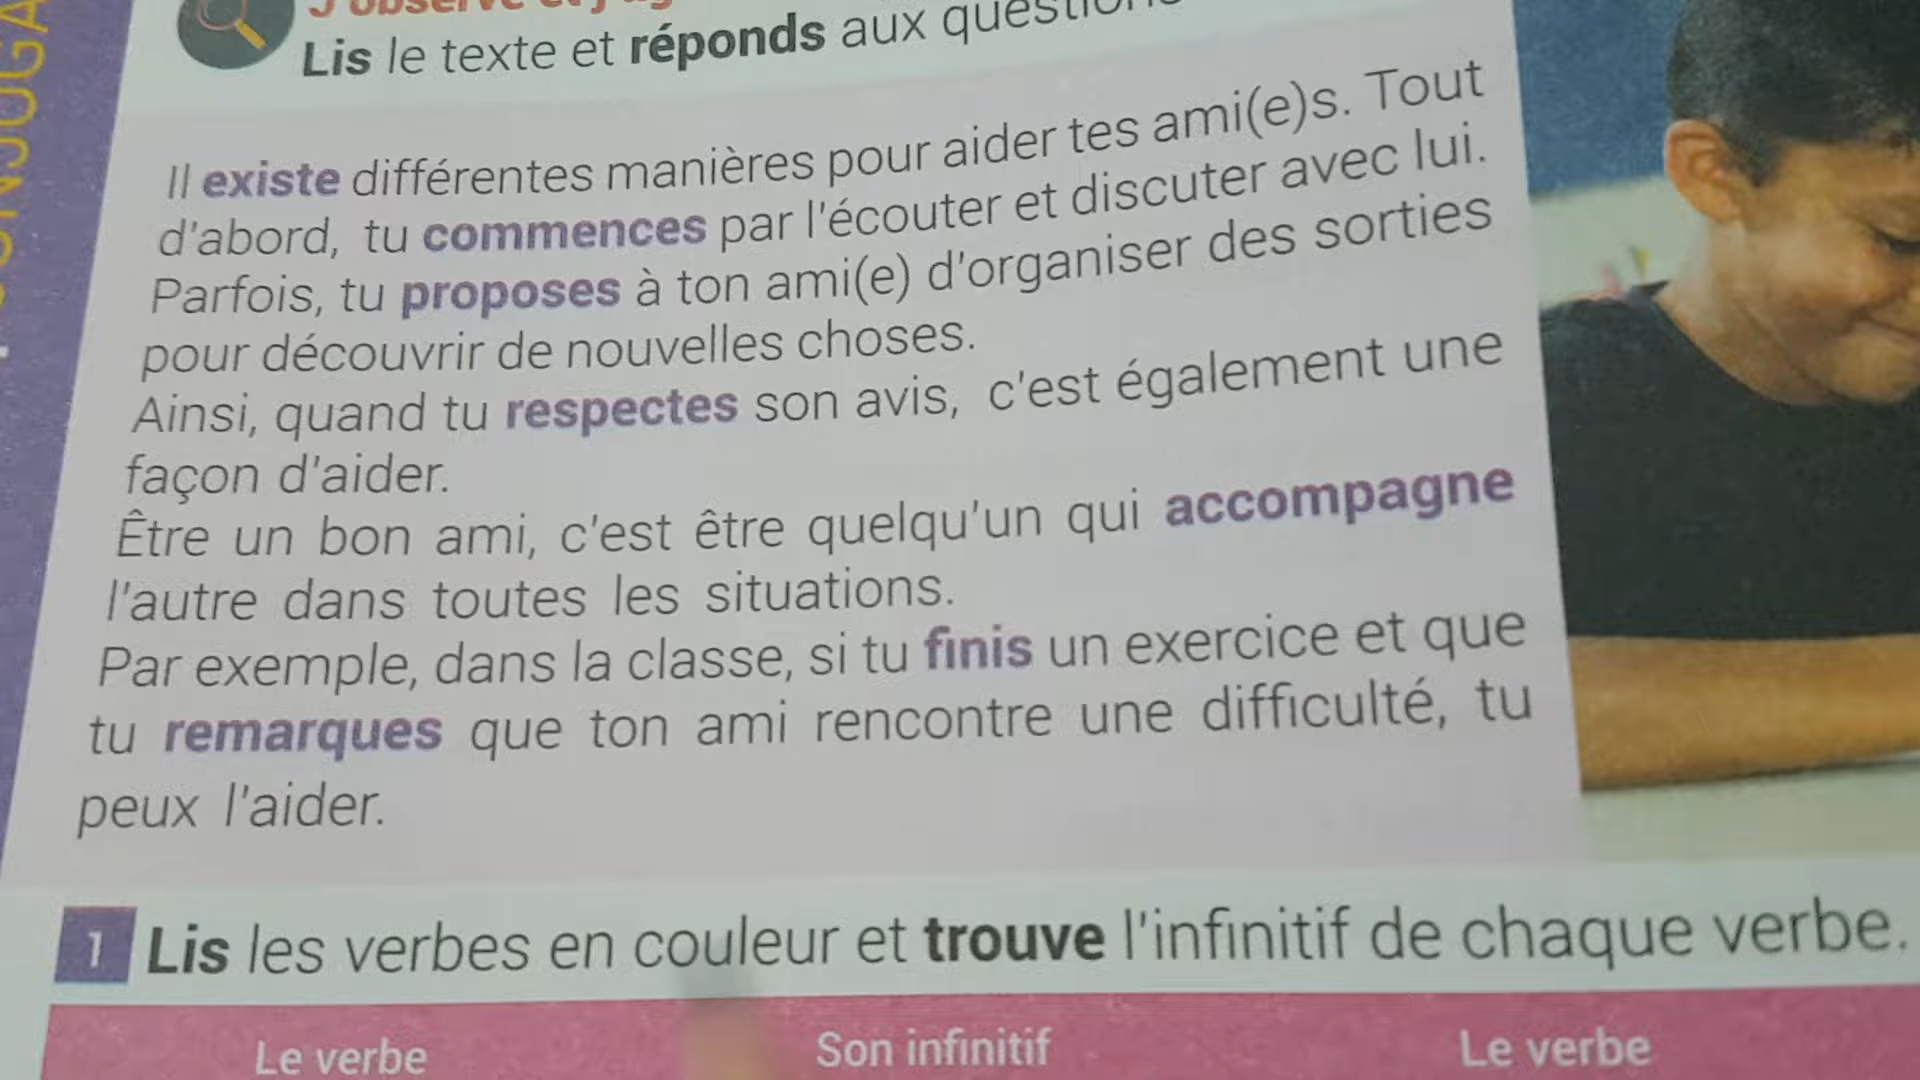 Lis le texte et réponds aux questions
Il existe différentes manières pour aider tes ami(e)s. Tout
d'abord, tu commences par l'écouter et discuter avec lui.
Parfois, tu proposes à ton ami(e) d'organiser des sorties
pour découvrir de nouvelles choses.
Ainsi, quand tu respectes son avis, c'est également une
façon d'aider.
Être un bon ami, c'est être quelqu'un qui accompagne
l'autre dans toutes les situations.
Par exemple, dans la classe, si tu finis un exercice et que
tu remarques que ton ami rencontre une difficulté, tu
peux l'aider.
1 Lis les verbes en couleur et trouve l'infinitif de chaque verbe.
Le verbe Son infinitif Le verbe